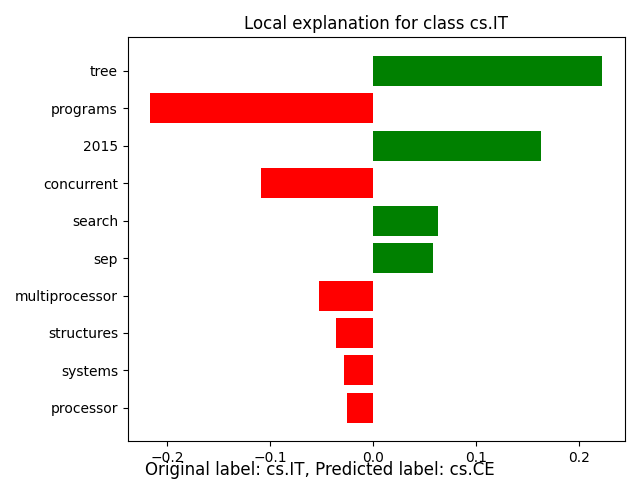 Local explanation for class cs.IT
tree
programs
2015
concurrent
search
sep
multiprocessor
structures
systems
processor
−0.2 −0.1 0.0 0.1 0.2
Original label: cs.IT, Predicted label: cs.CE